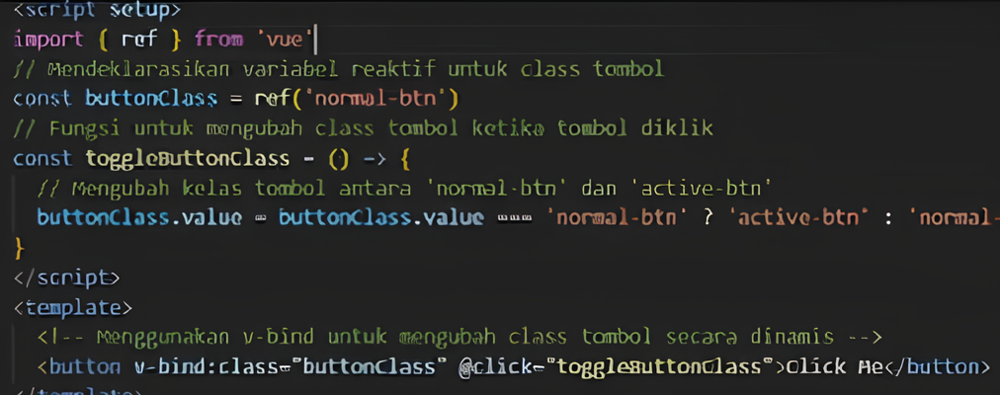 <script setup>
import { ref } from 'vue'
// Mendeklarasikan variabel reaktif untuk class tombol
const buttonClass = ref('normal-btn')
// Fungsi untuk mengubah class tombol ketika tombol diklik
const toggleButtonClass = () => {
// Mengubah kelas tombol antara 'normal-btn' dan 'active-btn'
buttonClass.value = buttonClass.value === 'normal-btn' ? 'active-btn' : 'normal-
}
</script>
<template>
<!-- Menggunakan v-bind untuk mengubah class tombol secara dinamis -->
<button v-bind:class="buttonClass" @click="toggleButtonClass">Click Me</button>
</template>